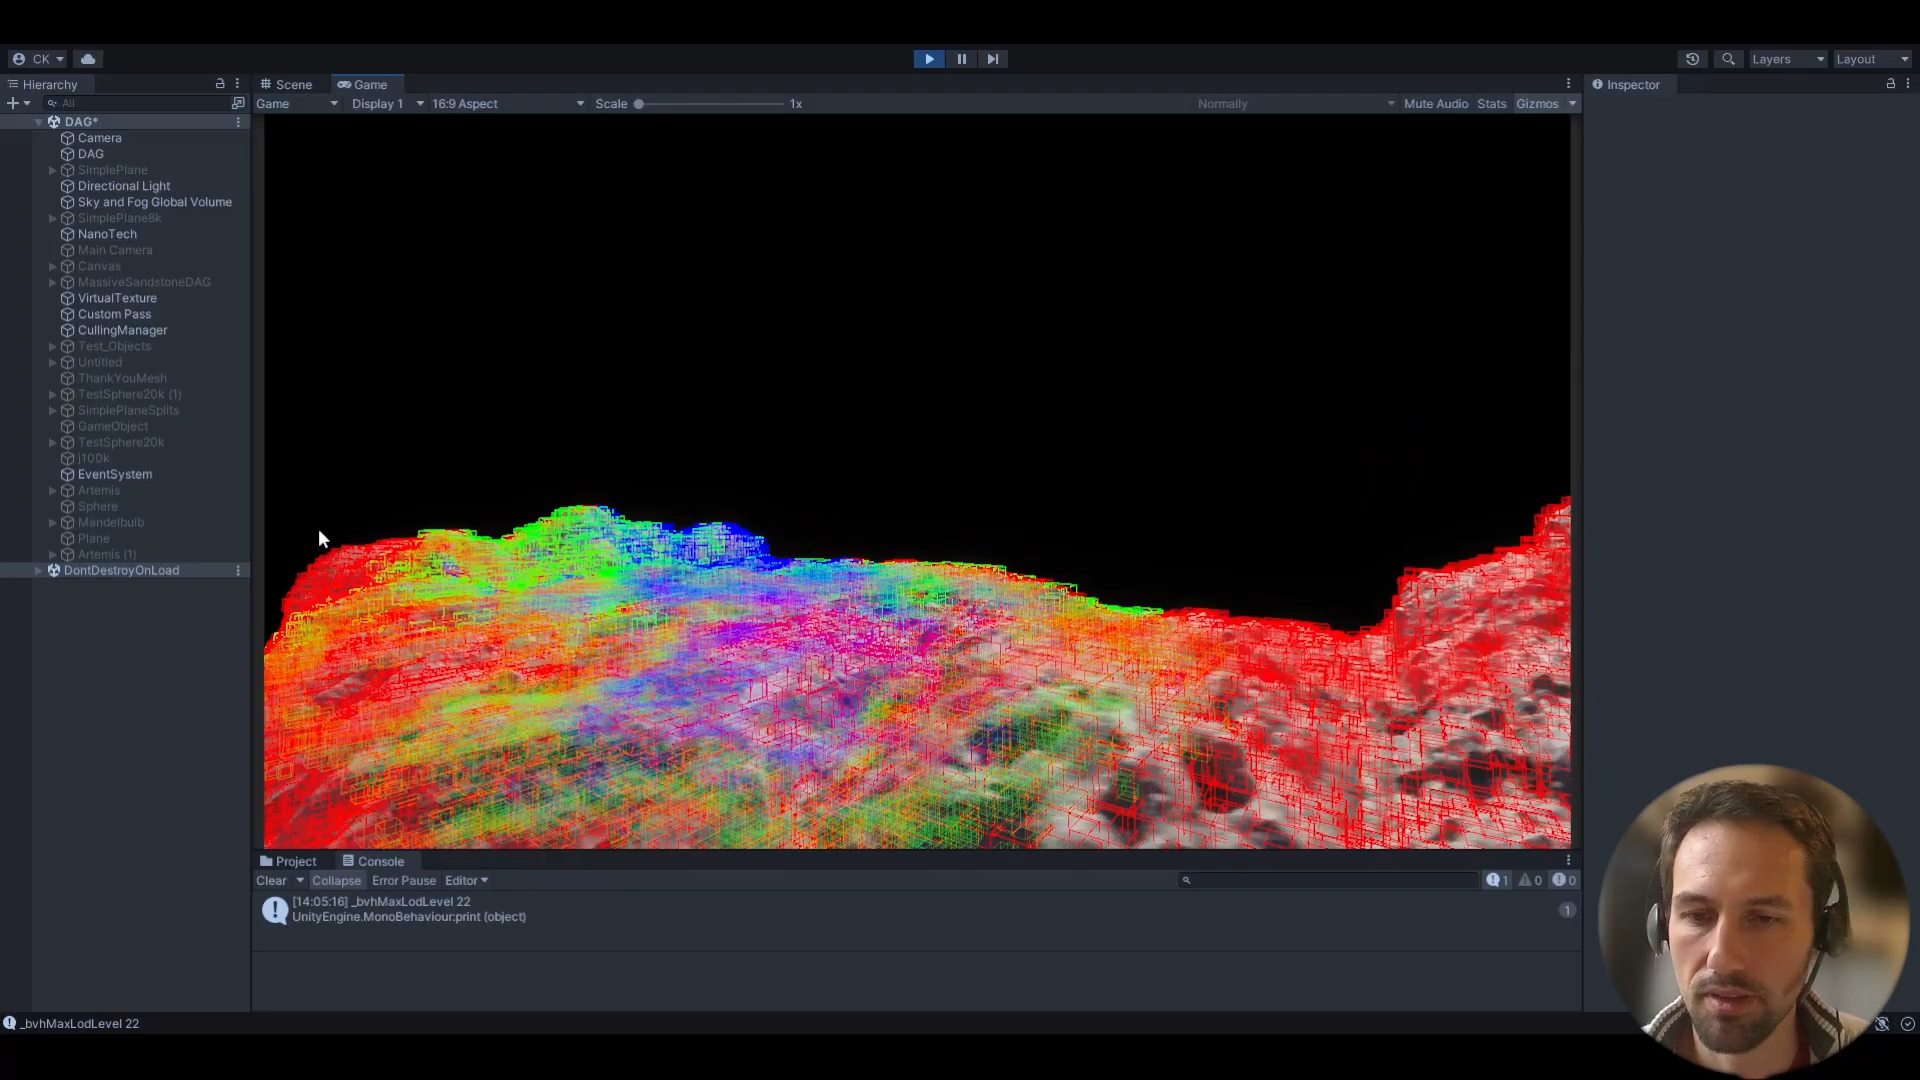 CK
Layers
Layout
Hierarchy
All
DAG*
Camera
DAG
SimplePlane
Directional Light
Sky and Fog Global Volume
SimplePlane8k
NanoTech
Main Camera
Canvas
MassiveSandstoneDAG
VirtualTexture
Custom Pass
CullingManager
Test_Objects
Untitled
ThankYouMesh
TestSphere20k (1)
SimplePlaneSplits
GameObject
TestSphere20k
j100k
EventSystem
Artemis
Sphere
Mandelbulb
Plane
Artemis (1)
DontDestroyOnLoad
Scene
Game
Game
Display 1
16:9 Aspect
Scale
1x
Normally
Mute Audio
Stats
Gizmos
Inspector
Project
Console
Clear
Collapse
Error Pause
Editor
1
0
0
[14:05:16] _bvhMaxLodLevel 22
UnityEngine.MonoBehaviour:print (object)
1
_bvhMaxLodLevel 22